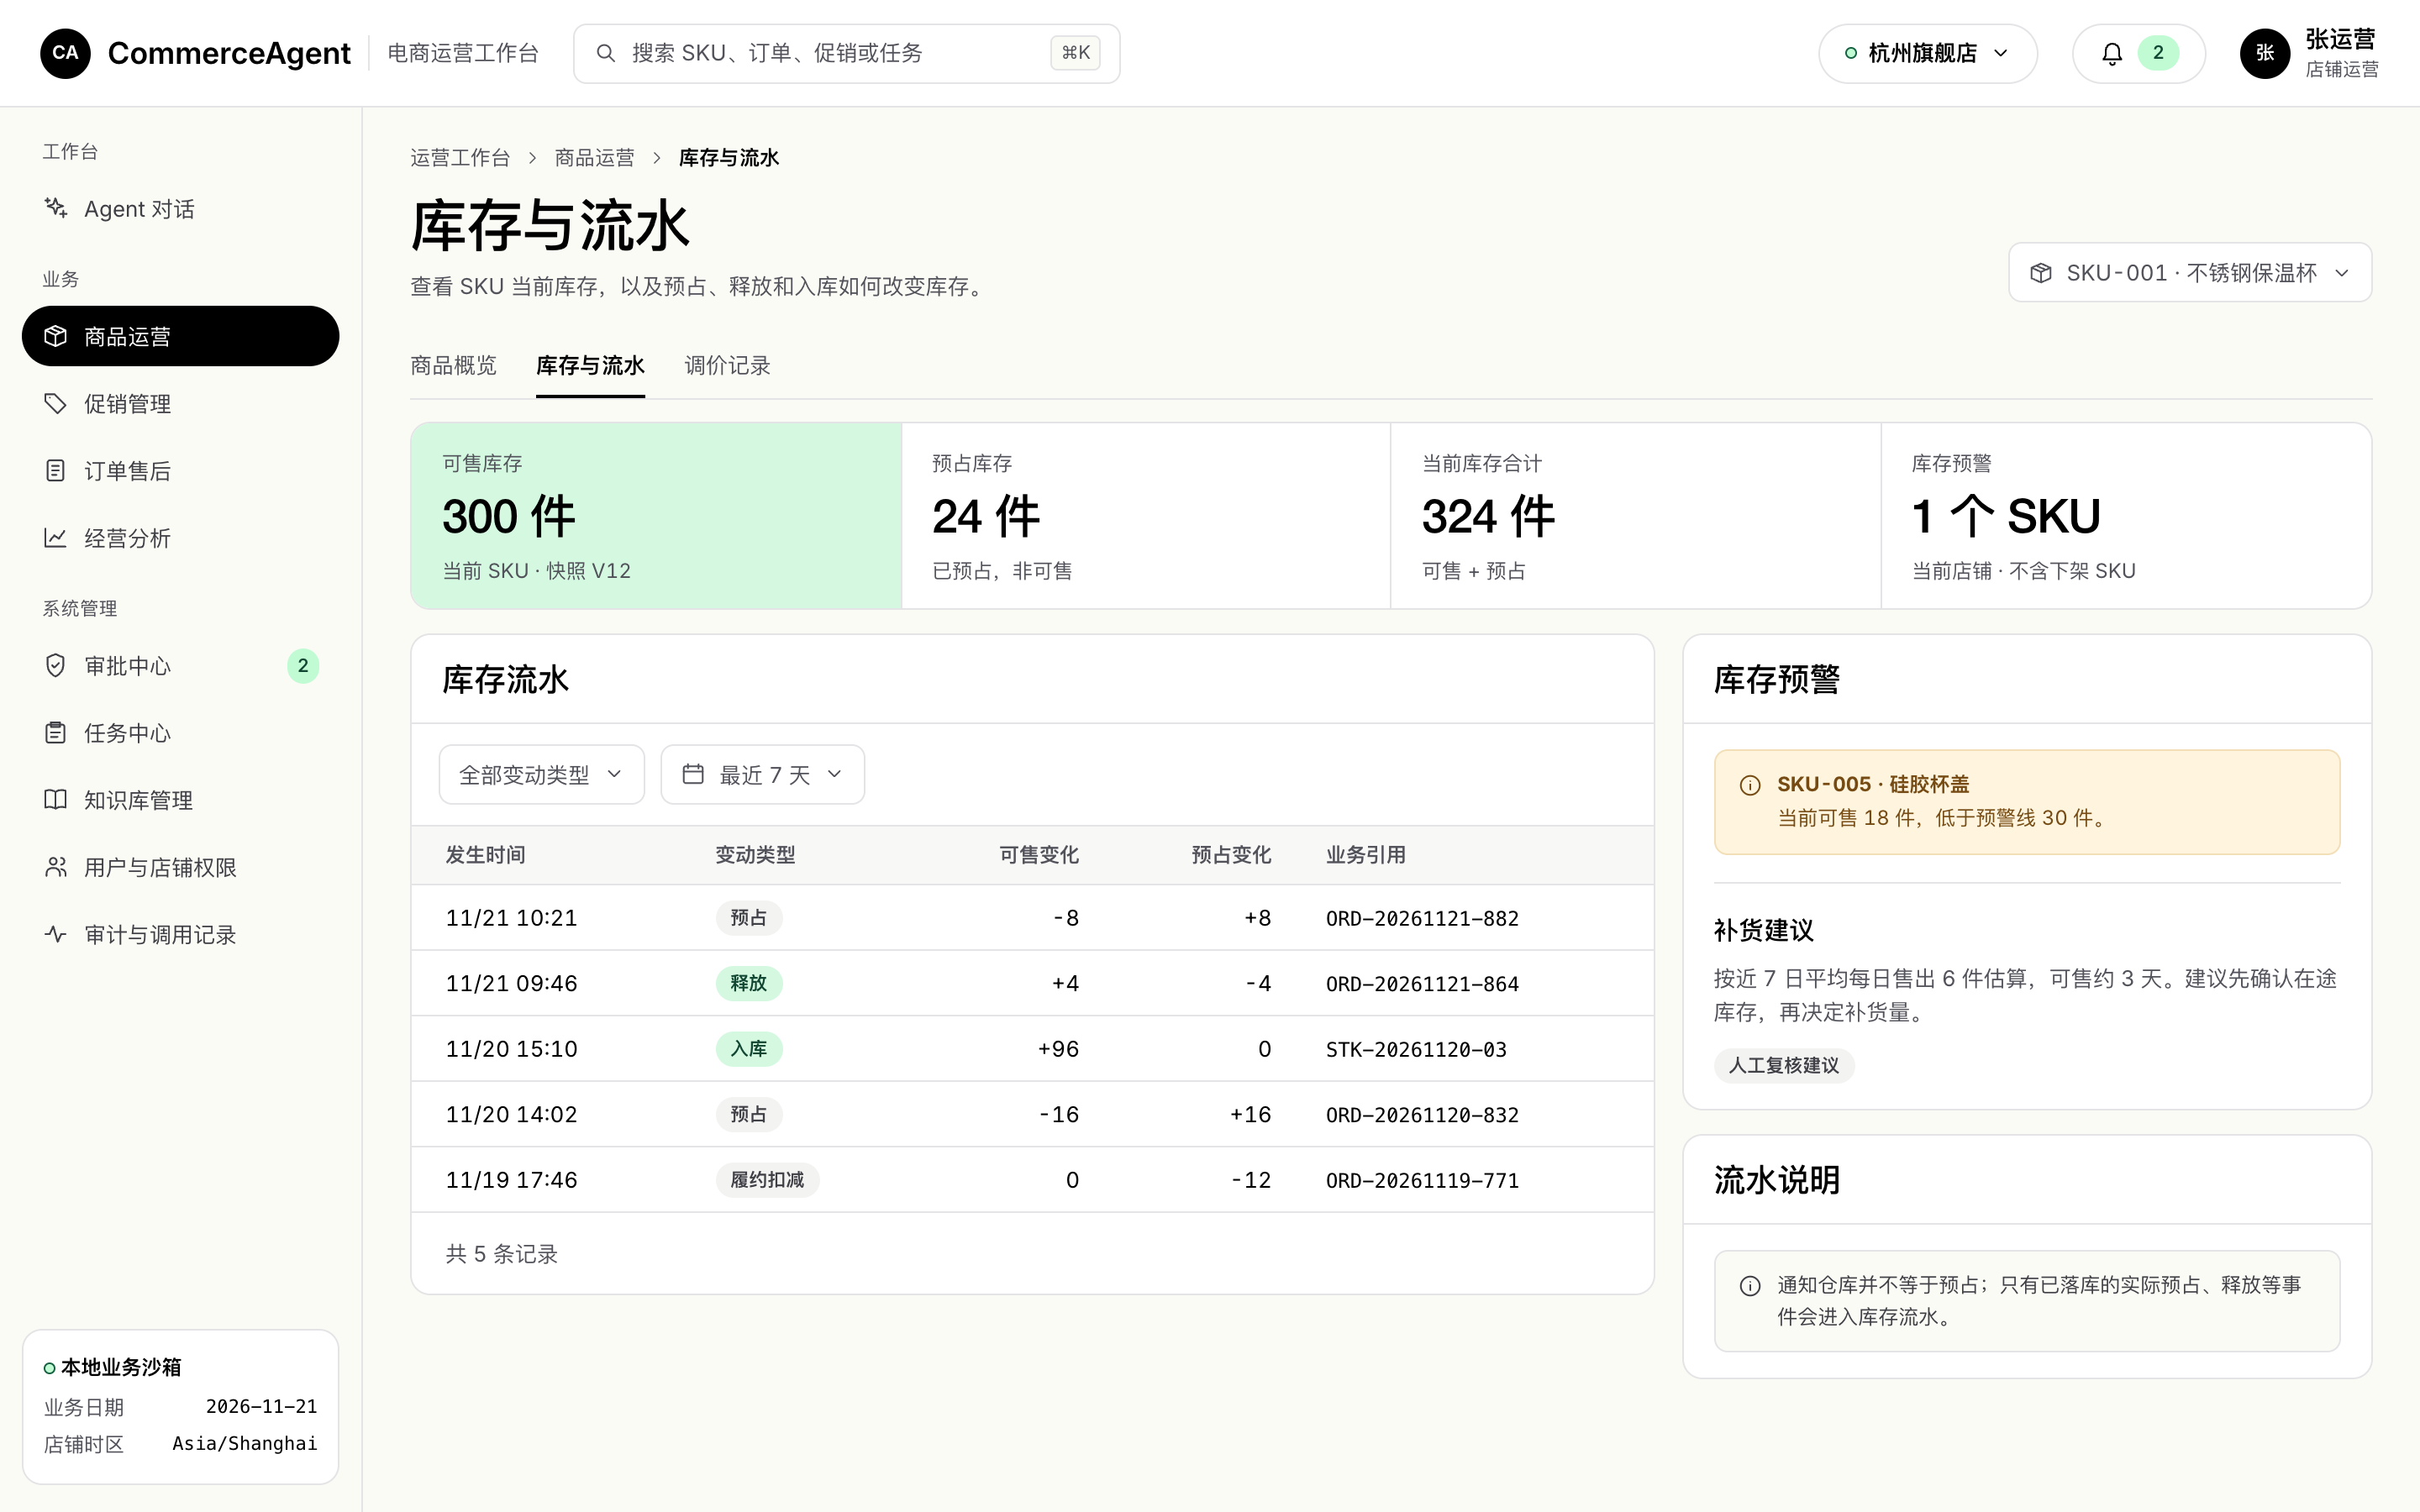 CA CommerceAgent 电商运营工作台 搜索 SKU、订单、促销或任务 ⌘K 杭州旗舰店 2 张 张运营
店铺运营
工作台
Agent 对话
业务
商品运营
促销管理
订单售后
经营分析
系统管理
审批中心 2
任务中心
知识库管理
用户与店铺权限
审计与调用记录
本地业务沙箱
业务日期 2026-11-21
店铺时区 Asia/Shanghai
运营工作台 > 商品运营 > 库存与流水
库存与流水
查看 SKU 当前库存，以及预占、释放和入库如何改变库存。
SKU-001 · 不锈钢保温杯
商品概览 库存与流水 调价记录
可售库存
300 件
当前 SKU · 快照 V12
预占库存
24 件
已预占，非可售
当前库存合计
324 件
可售 + 预占
库存预警
1 个 SKU
当前店铺 · 不含下架 SKU
库存流水
全部变动类型 最近 7 天
发生时间 变动类型 可售变化 预占变化 业务引用
11/21 10:21 预占 -8 +8 ORD-20261121-882
11/21 09:46 释放 +4 -4 ORD-20261121-864
11/20 15:10 入库 +96 0 STK-20261120-03
11/20 14:02 预占 -16 +16 ORD-20261120-832
11/19 17:46 履约扣减 0 -12 ORD-20261119-771
共 5 条记录
库存预警
SKU-005 · 硅胶杯盖
当前可售 18 件，低于预警线 30 件。
补货建议
按近 7 日平均每日售出 6 件估算，可售约 3 天。建议先确认在途
库存，再决定补货量。
人工复核建议
流水说明
通知仓库并不等于预占；只有已落库的实际预占、释放等事
件会进入库存流水。